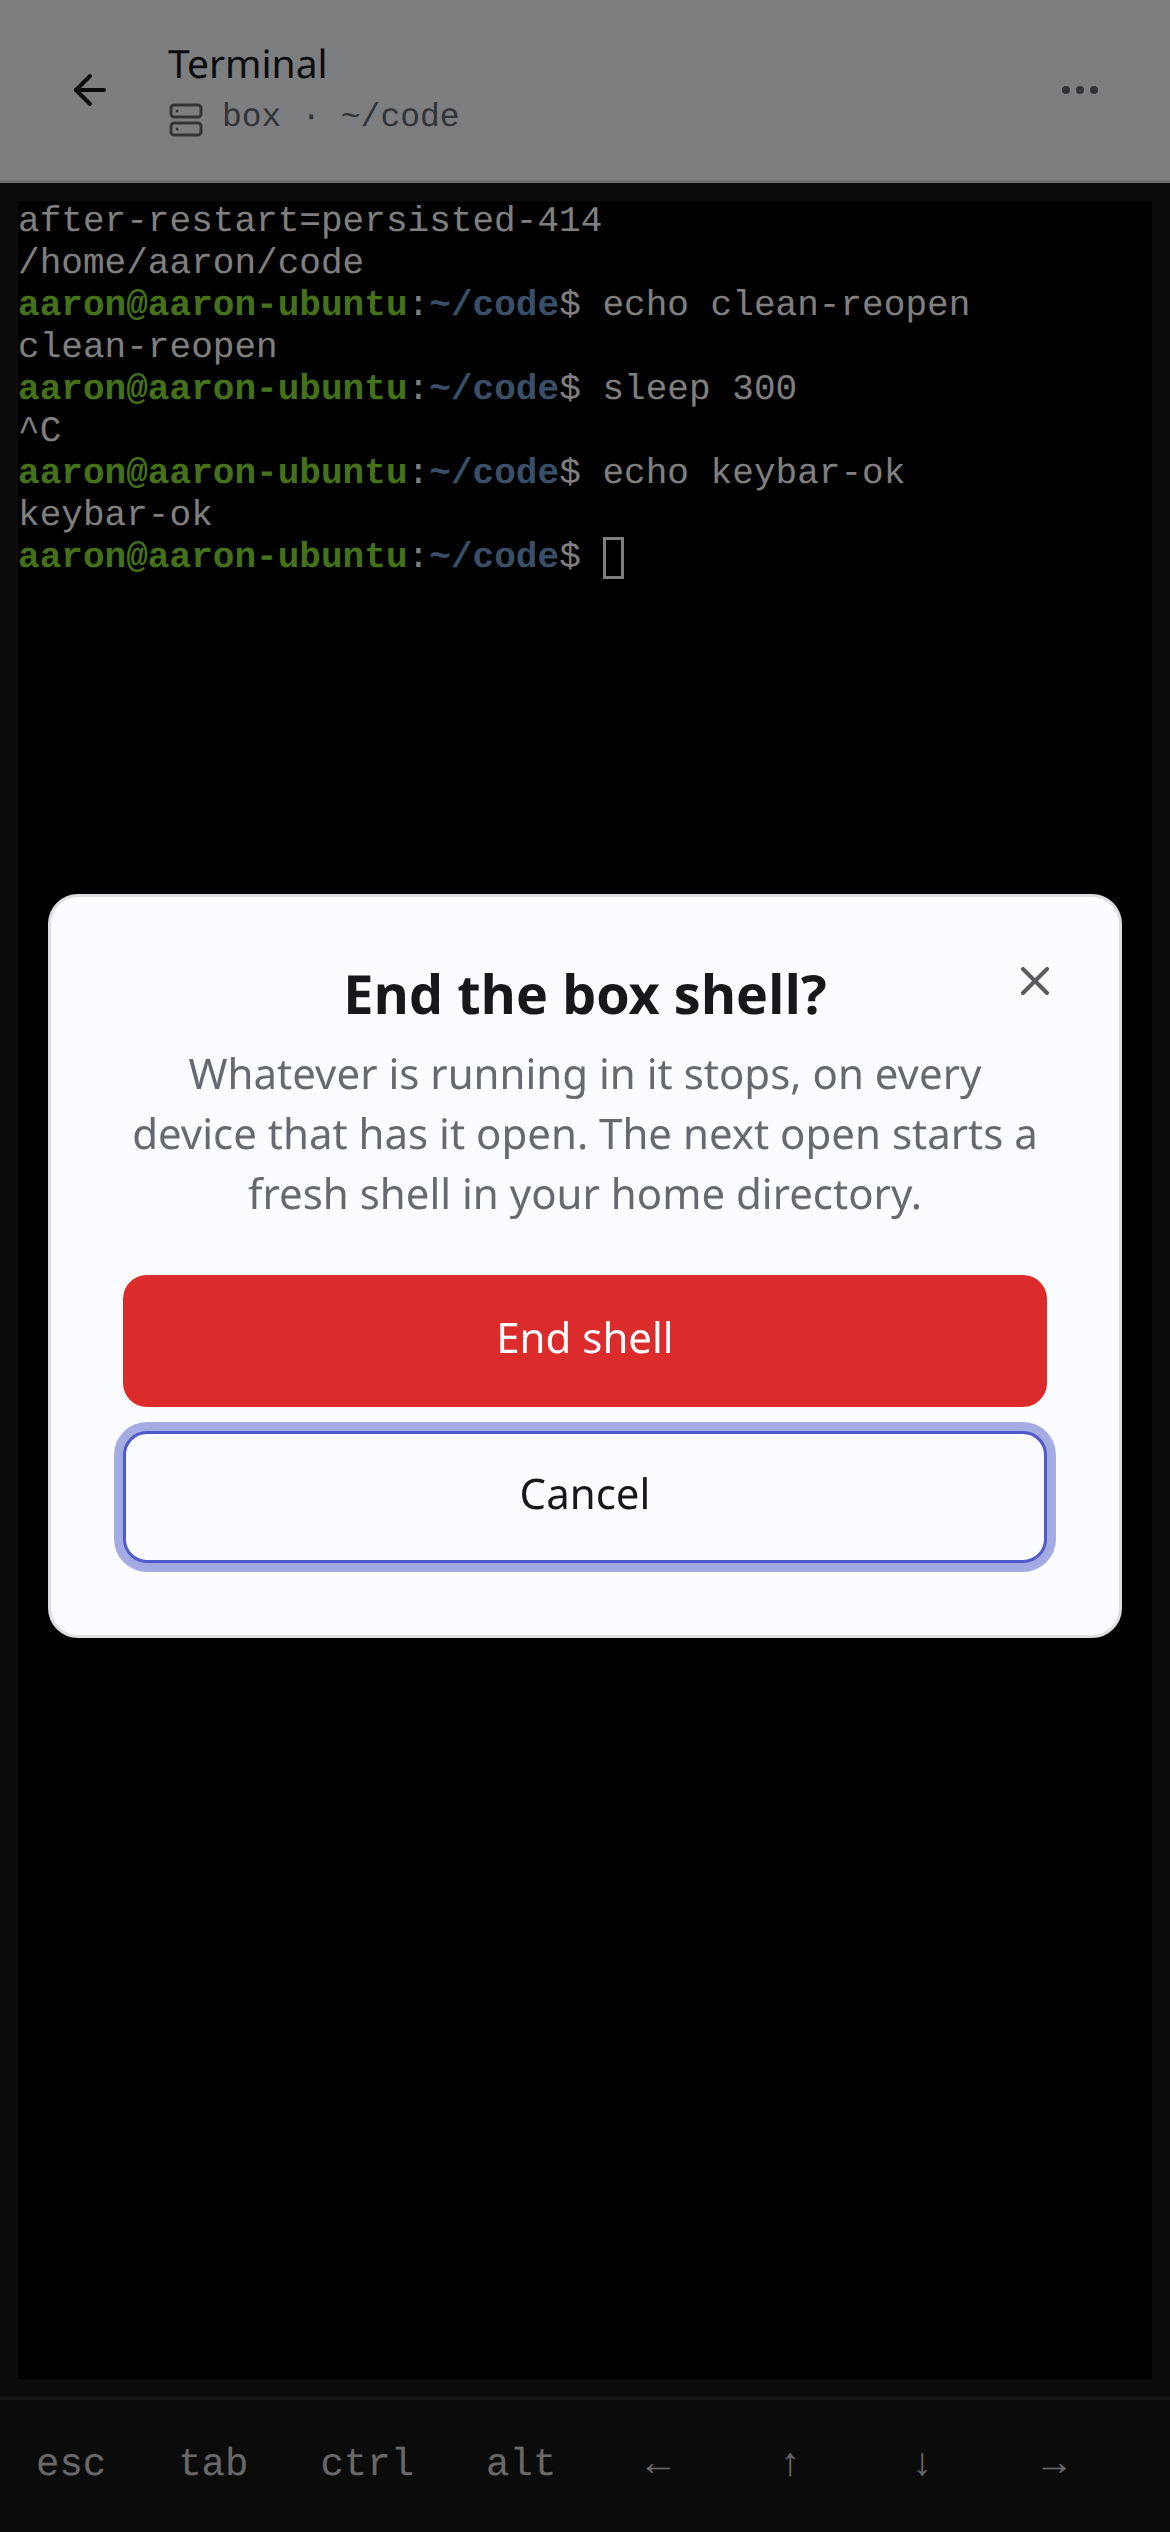 Terminal
box · ~/code
after-restart=persisted-414
/home/aaron/code
aaron@aaron-ubuntu:~/code$ echo clean-reopen
clean-reopen
aaron@aaron-ubuntu:~/code$ sleep 300
^C
aaron@aaron-ubuntu:~/code$ echo keybar-ok
keybar-ok
aaron@aaron-ubuntu:~/code$
End the box shell?
Whatever is running in it stops, on every
device that has it open. The next open starts a
fresh shell in your home directory.
End shell
Cancel
esc tab ctrl alt ← ↑ ↓ →